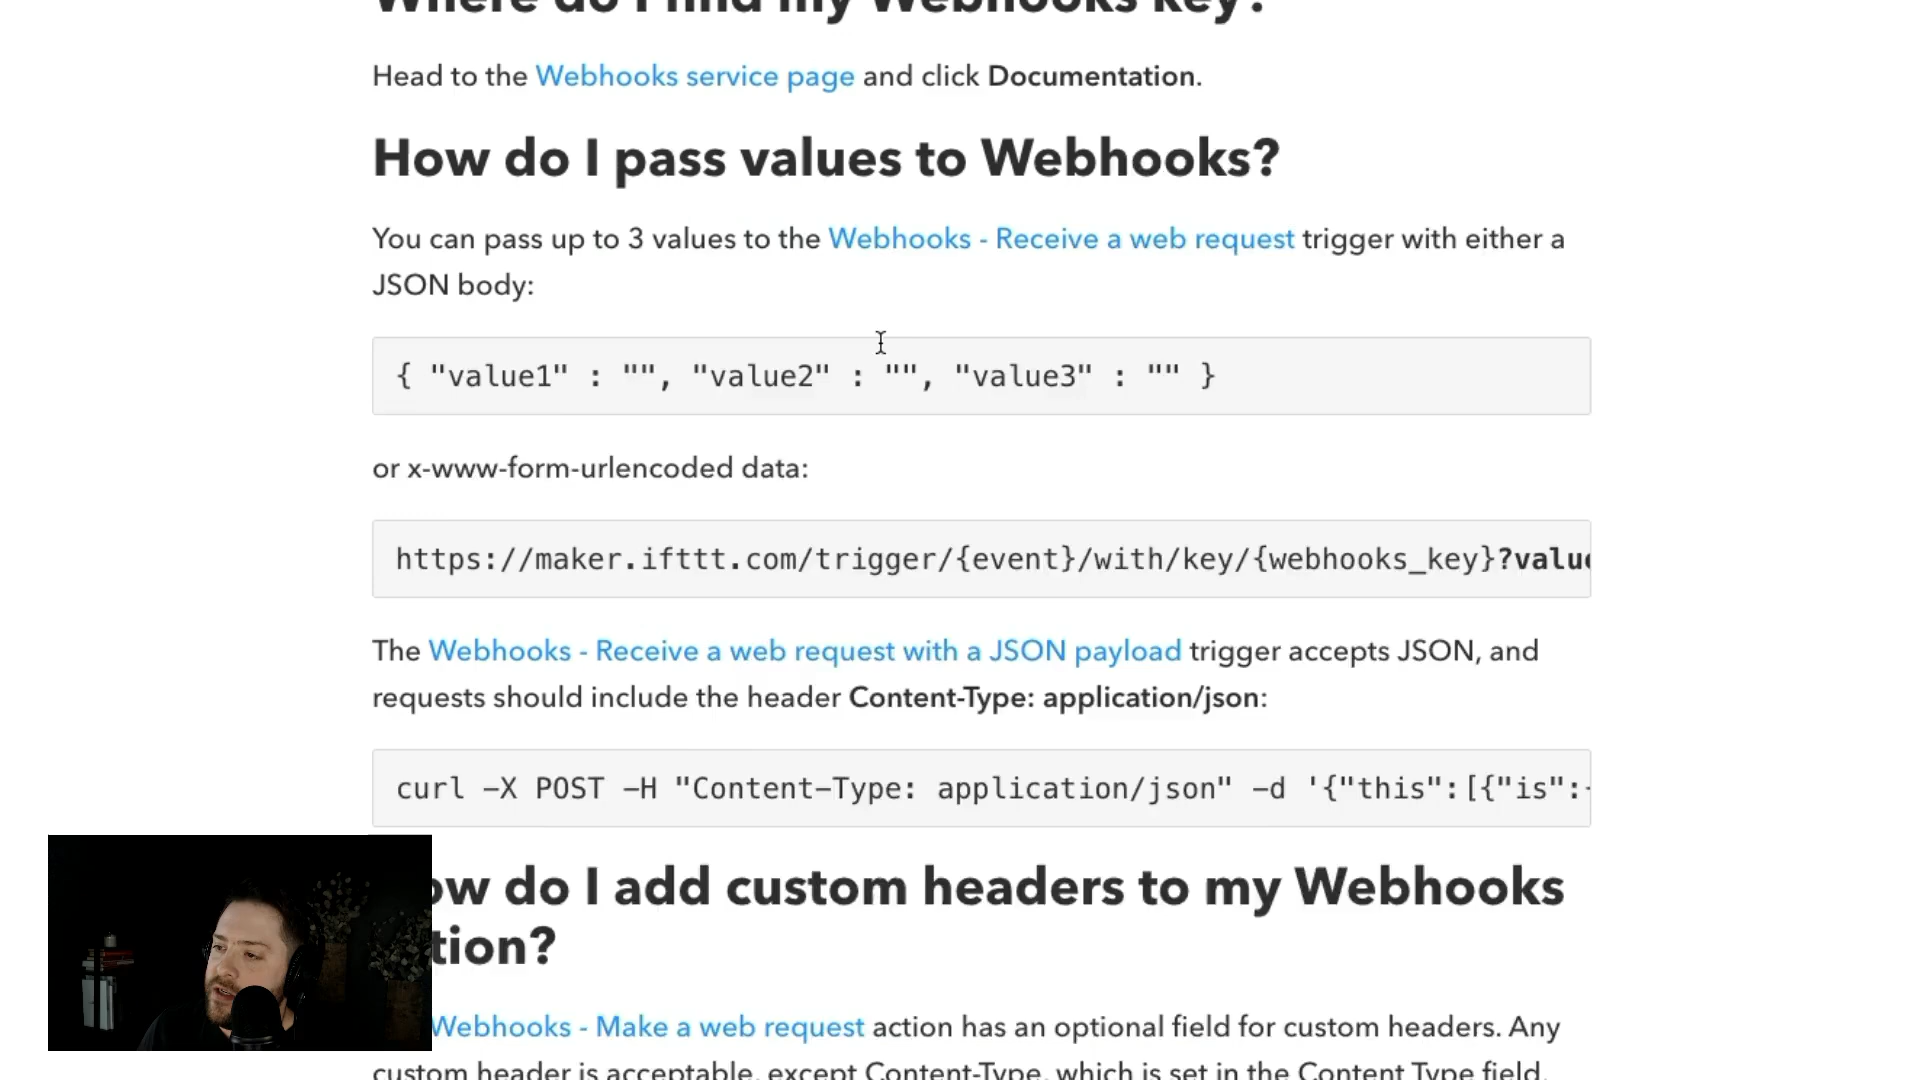 Where do I find my Webhooks key?
Head to the Webhooks service page and click Documentation.
How do I pass values to Webhooks?
You can pass up to 3 values to the Webhooks - Receive a web request trigger with either a
JSON body:
{ "value1" : "", "value2" : "", "value3" : "" }
or x-www-form-urlencoded data:
https://maker.ifttt.com/trigger/{event}/with/key/{webhooks_key}?valu
The Webhooks - Receive a web request with a JSON payload trigger accepts JSON, and
requests should include the header Content-Type: application/json:
curl -X POST -H "Content-Type: application/json" -d '{"this":[{"is":
ow do I add custom headers to my Webhooks
tion?
Webhooks - Make a web request action has an optional field for custom headers. Any
custom header is acceptable, except Content-Type, which is set in the Content Type field.